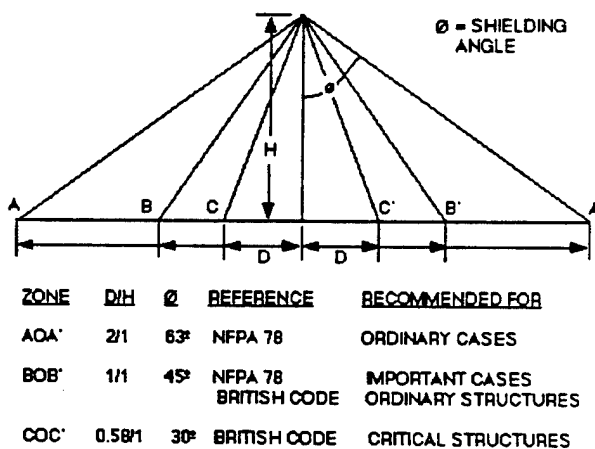 Ø = SHIELDING
ANGLE
ø
H
A B C C' B' A
D D
ZONE D/H Ø REFERENCE RECOMMENDED FOR
AOA' 2/1 63° NFPA 78 ORDINARY CASES
BOB' 1/1 45° NFPA 78 IMPORTANT CASES
BRITISH CODE ORDINARY STRUCTURES
COC' 0.58/1 30° BRITISH CODE CRITICAL STRUCTURES